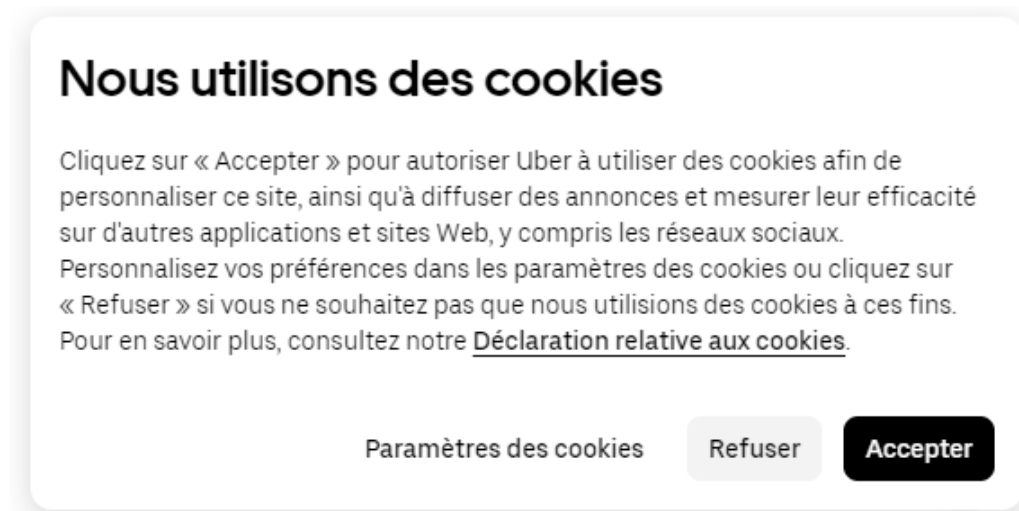 Nous utilisons des cookies
Cliquez sur « Accepter » pour autoriser Uber à utiliser des cookies afin de
personnaliser ce site, ainsi qu'à diffuser des annonces et mesurer leur efficacité
sur d'autres applications et sites Web, y compris les réseaux sociaux.
Personnalisez vos préférences dans les paramètres des cookies ou cliquez sur
« Refuser » si vous ne souhaitez pas que nous utilisions des cookies à ces fins.
Pour en savoir plus, consultez notre Déclaration relative aux cookies.
Paramètres des cookies Refuser Accepter